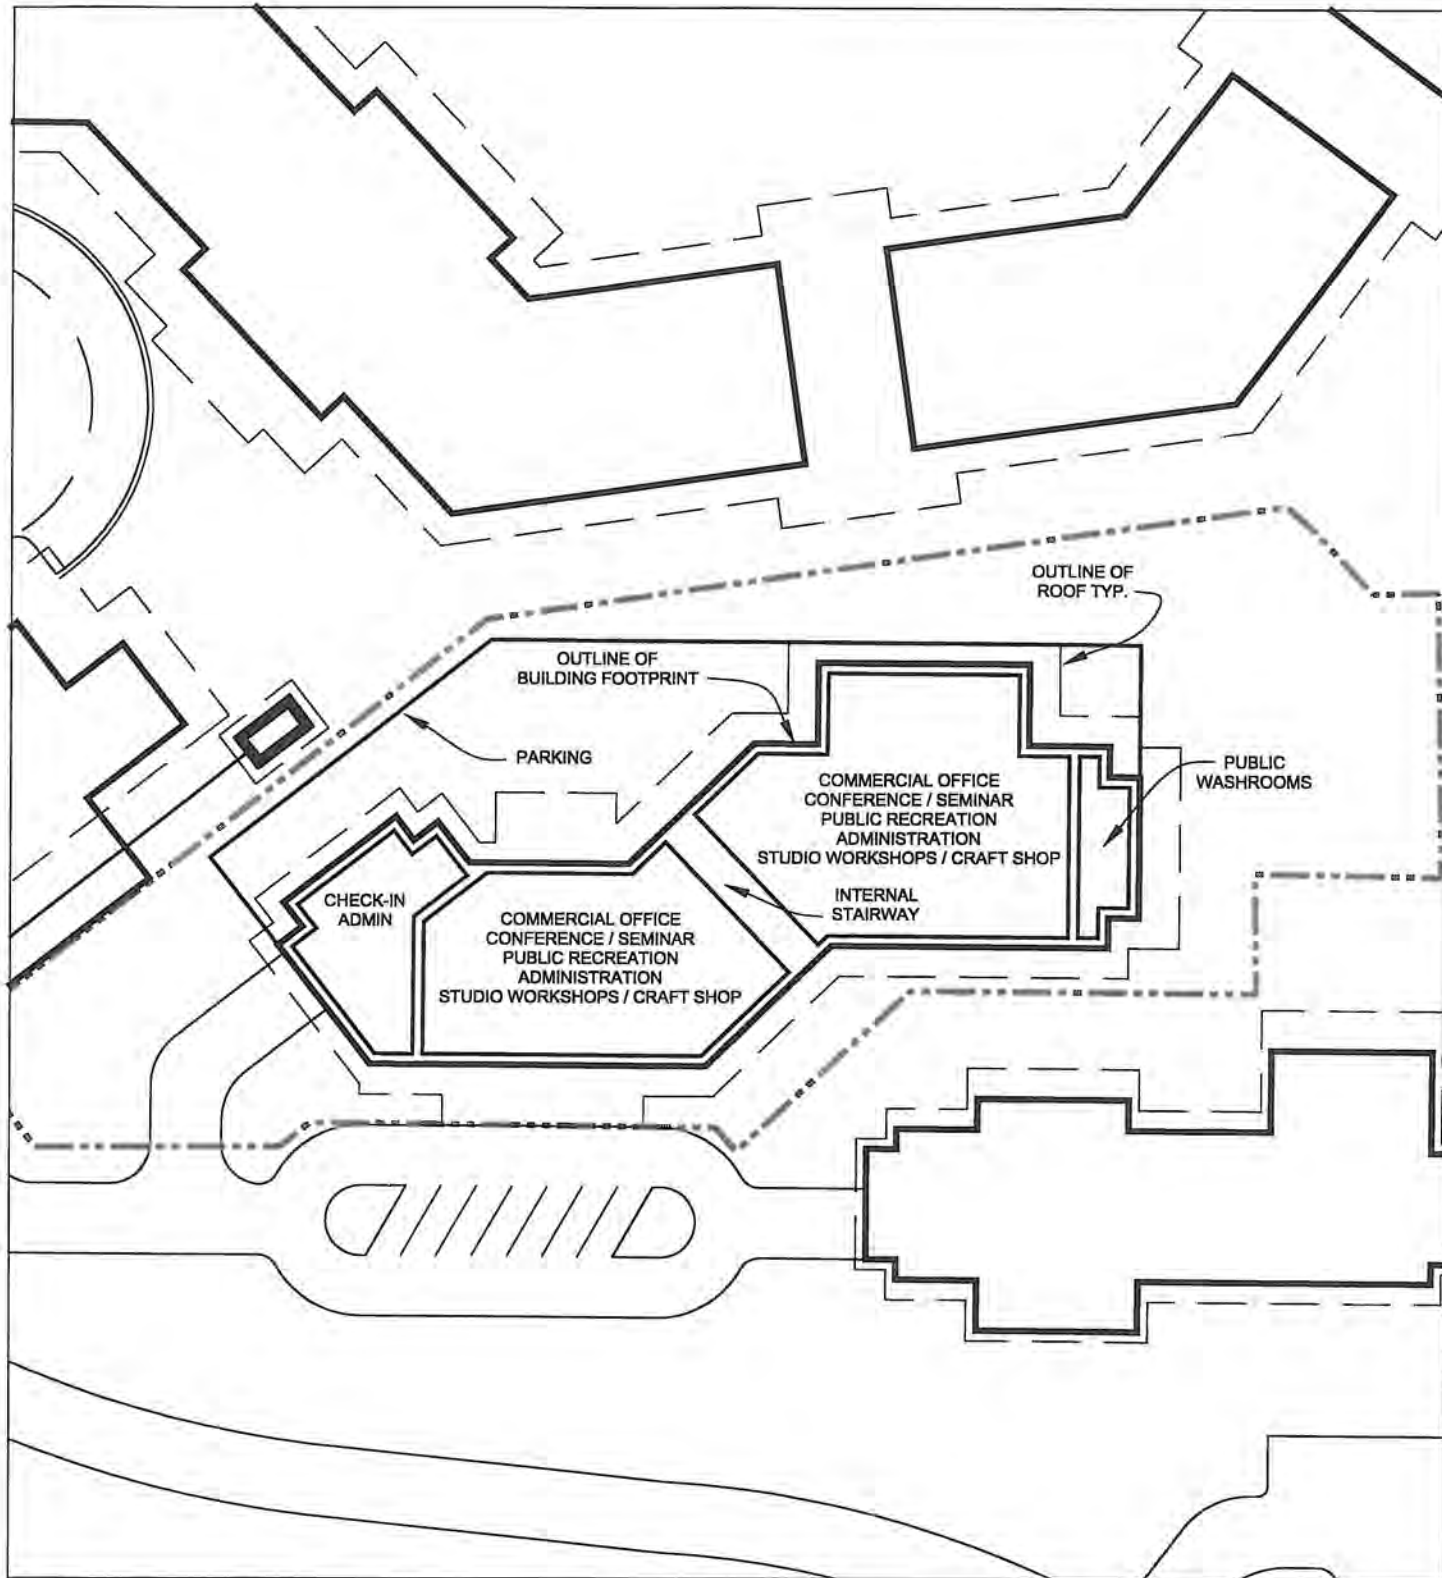 OUTLINE OF
ROOF TYP.
OUTLINE OF
BUILDING FOOTPRINT
PARKING
PUBLIC
WASHROOMS
COMMERCIAL OFFICE
CONFERENCE / SEMINAR
PUBLIC RECREATION
ADMINISTRATION
STUDIO WORKSHOPS / CRAFT SHOP
INTERNAL
STAIRWAY
CHECK-IN
ADMIN
COMMERCIAL OFFICE
CONFERENCE / SEMINAR
PUBLIC RECREATION
ADMINISTRATION
STUDIO WORKSHOPS / CRAFT SHOP